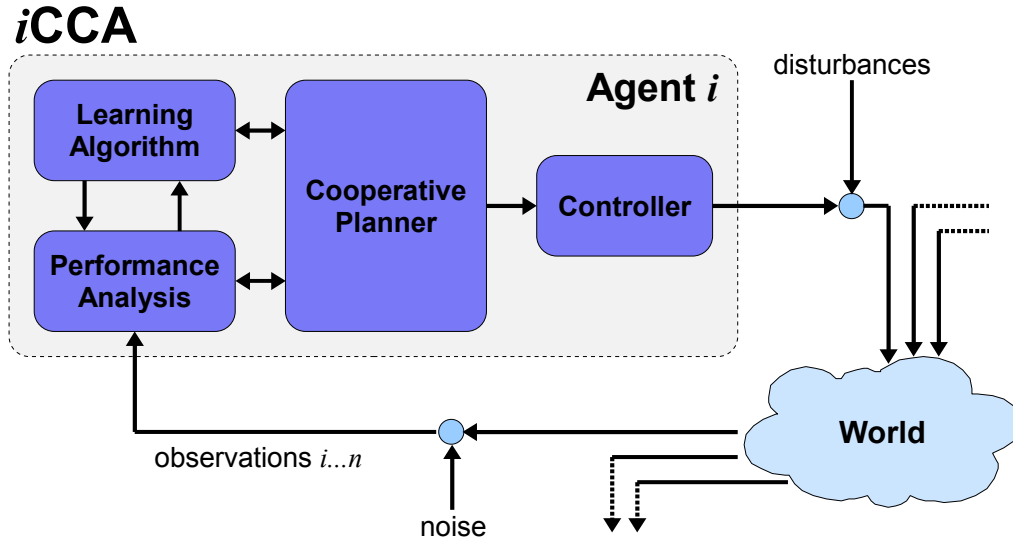 iCCA
Agent i
disturbances
Learning
Algorithm
Cooperative
Planner
Controller
Performance
Analysis
World
observations i...n
noise